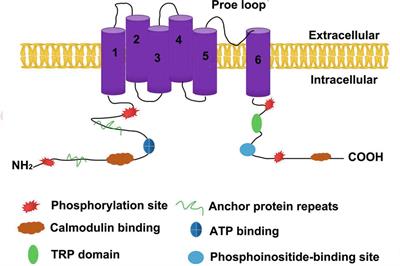 Proe loop
Extracellular
1 2 3 4 5 6
Intracellular
NH₂
COOH
Phosphorylation site
Anchor protein repeats
Calmodulin binding
ATP binding
TRP domain
Phosphoinositide-binding site